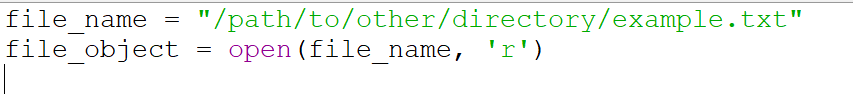 file_name = "/path/to/other/directory/example.txt"
file_object = open(file_name, 'r')